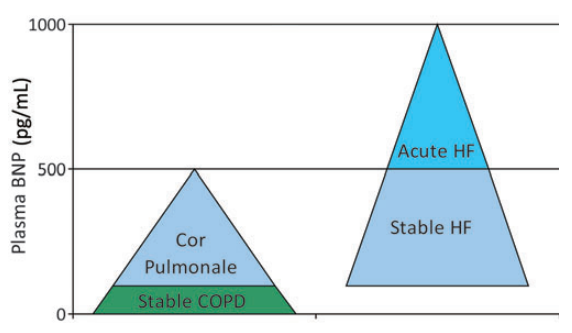 Plasma BNP (pg/mL)
1000
500
0
Cor
Pulmonale
Stable COPD
Acute HF
Stable HF